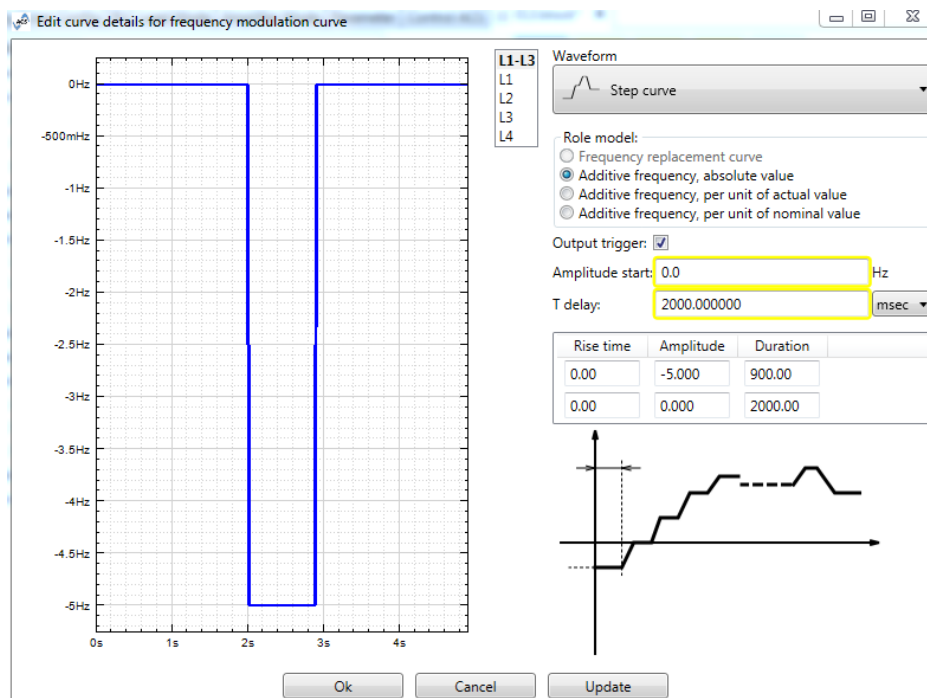 ACS Edit curve details for frequency modulation curve
0Hz
-500mHz
-1Hz
-1.5Hz
-2Hz
-2.5Hz
-3Hz
-3.5Hz
-4Hz
-4.5Hz
-5Hz
0s 1s 2s 3s 4s
L1-L3
L1
L2
L3
L4
Waveform
Step curve
Role model:
Frequency replacement curve
Additive frequency, absolute value
Additive frequency, per unit of actual value
Additive frequency, per unit of nominal value
Output trigger:
Amplitude start: 0.0 Hz
T delay: 2000.000000 msec
Rise time Amplitude Duration
0.00 -5.000 900.00
0.00 0.000 2000.00
Ok Cancel Update